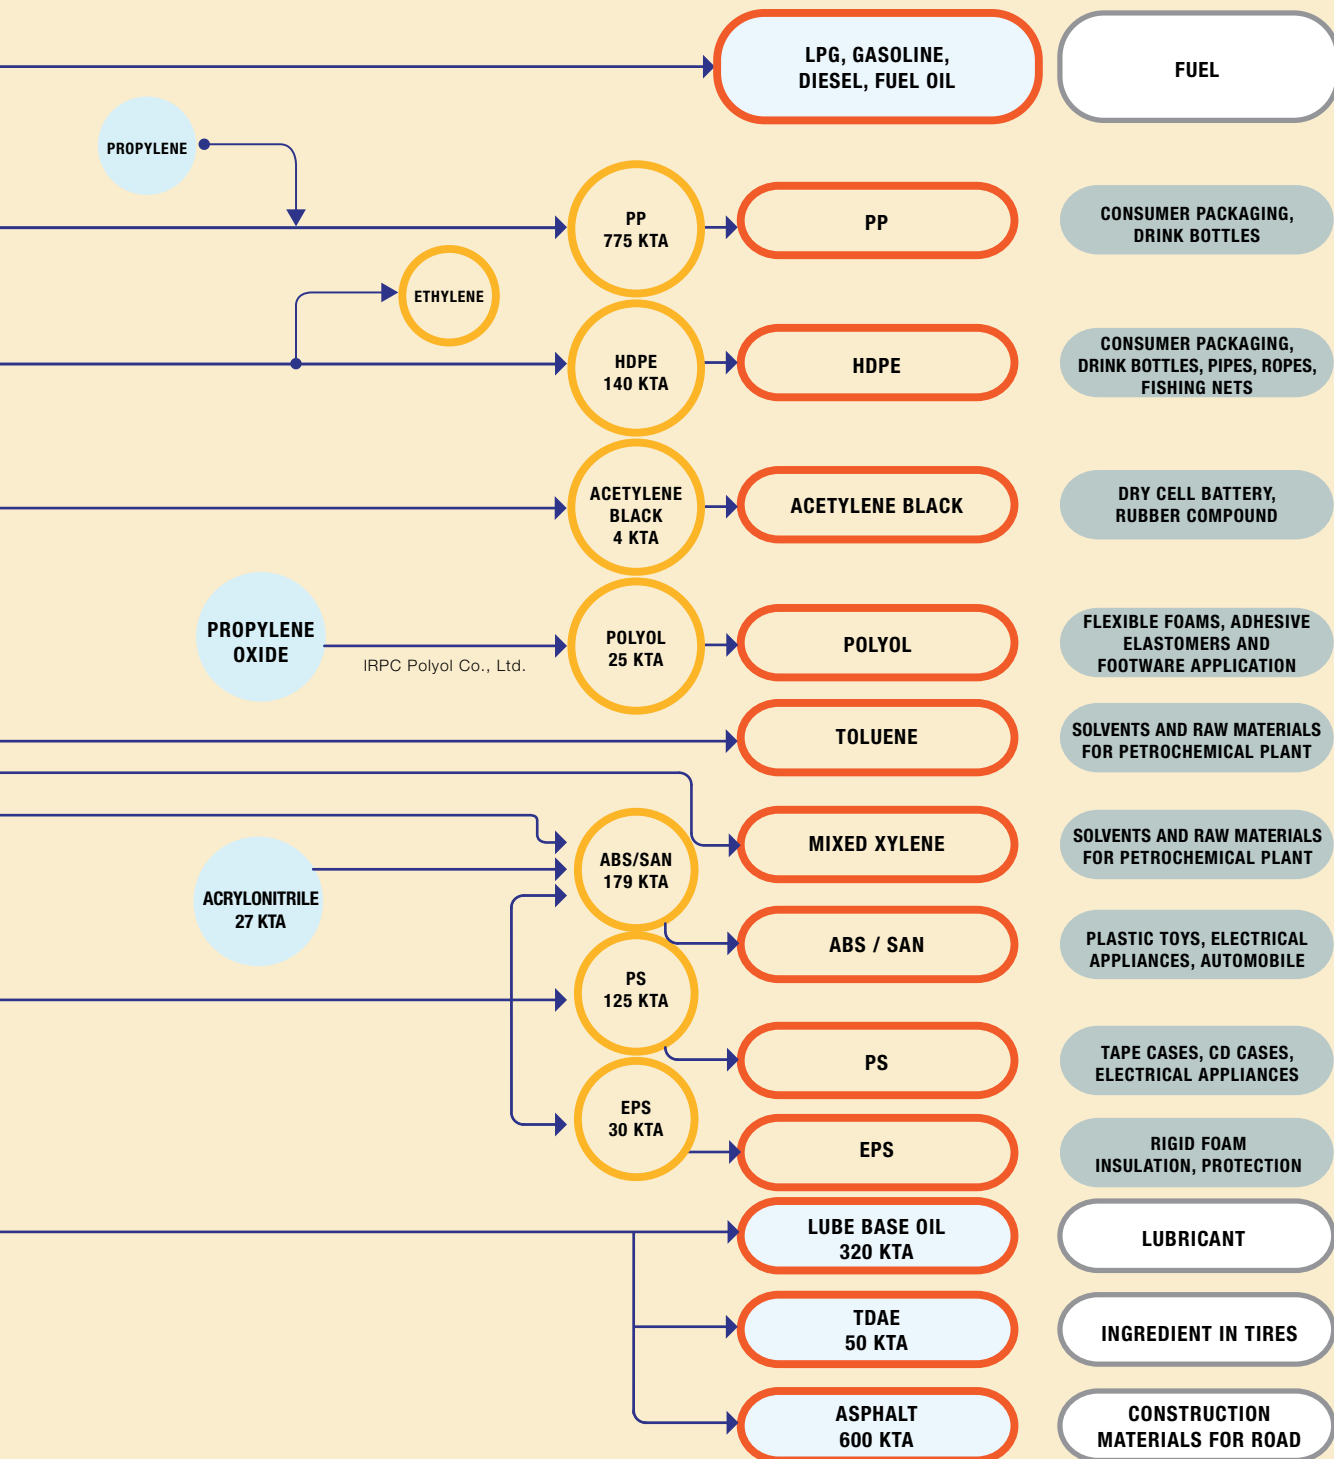 LPG, GASOLINE,
DIESEL, FUEL OIL
FUEL
PROPYLENE
PP
775 KTA
PP
CONSUMER PACKAGING,
DRINK BOTTLES
ETHYLENE
HDPE
140 KTA
HDPE
CONSUMER PACKAGING,
DRINK BOTTLES, PIPES, ROPES,
FISHING NETS
ACETYLENE
BLACK
4 KTA
ACETYLENE BLACK
DRY CELL BATTERY,
RUBBER COMPOUND
PROPYLENE
OXIDE
IRPC Polyol Co., Ltd.
POLYOL
25 KTA
POLYOL
FLEXIBLE FOAMS, ADHESIVE
ELASTOMERS AND
FOOTWARE APPLICATION
TOLUENE
SOLVENTS AND RAW MATERIALS
FOR PETROCHEMICAL PLANT
MIXED XYLENE
SOLVENTS AND RAW MATERIALS
FOR PETROCHEMICAL PLANT
ACRYLONITRILE
27 KTA
ABS/SAN
179 KTA
ABS / SAN
PLASTIC TOYS, ELECTRICAL
APPLIANCES, AUTOMOBILE
PS
125 KTA
PS
TAPE CASES, CD CASES,
ELECTRICAL APPLIANCES
EPS
30 KTA
EPS
RIGID FOAM
INSULATION, PROTECTION
LUBE BASE OIL
320 KTA
LUBRICANT
TDAE
50 KTA
INGREDIENT IN TIRES
ASPHALT
600 KTA
CONSTRUCTION
MATERIALS FOR ROAD